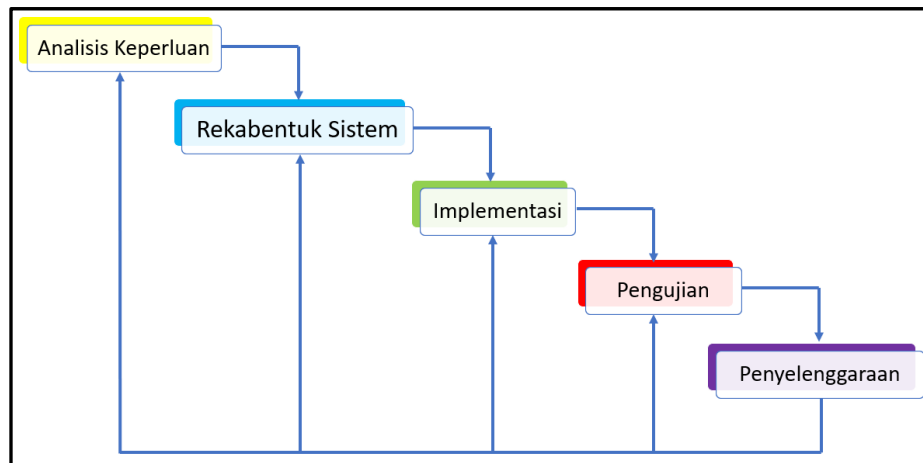 Analisis Keperluan
Rekabentuk Sistem
Implementasi
Pengujian
Penyelenggaraan